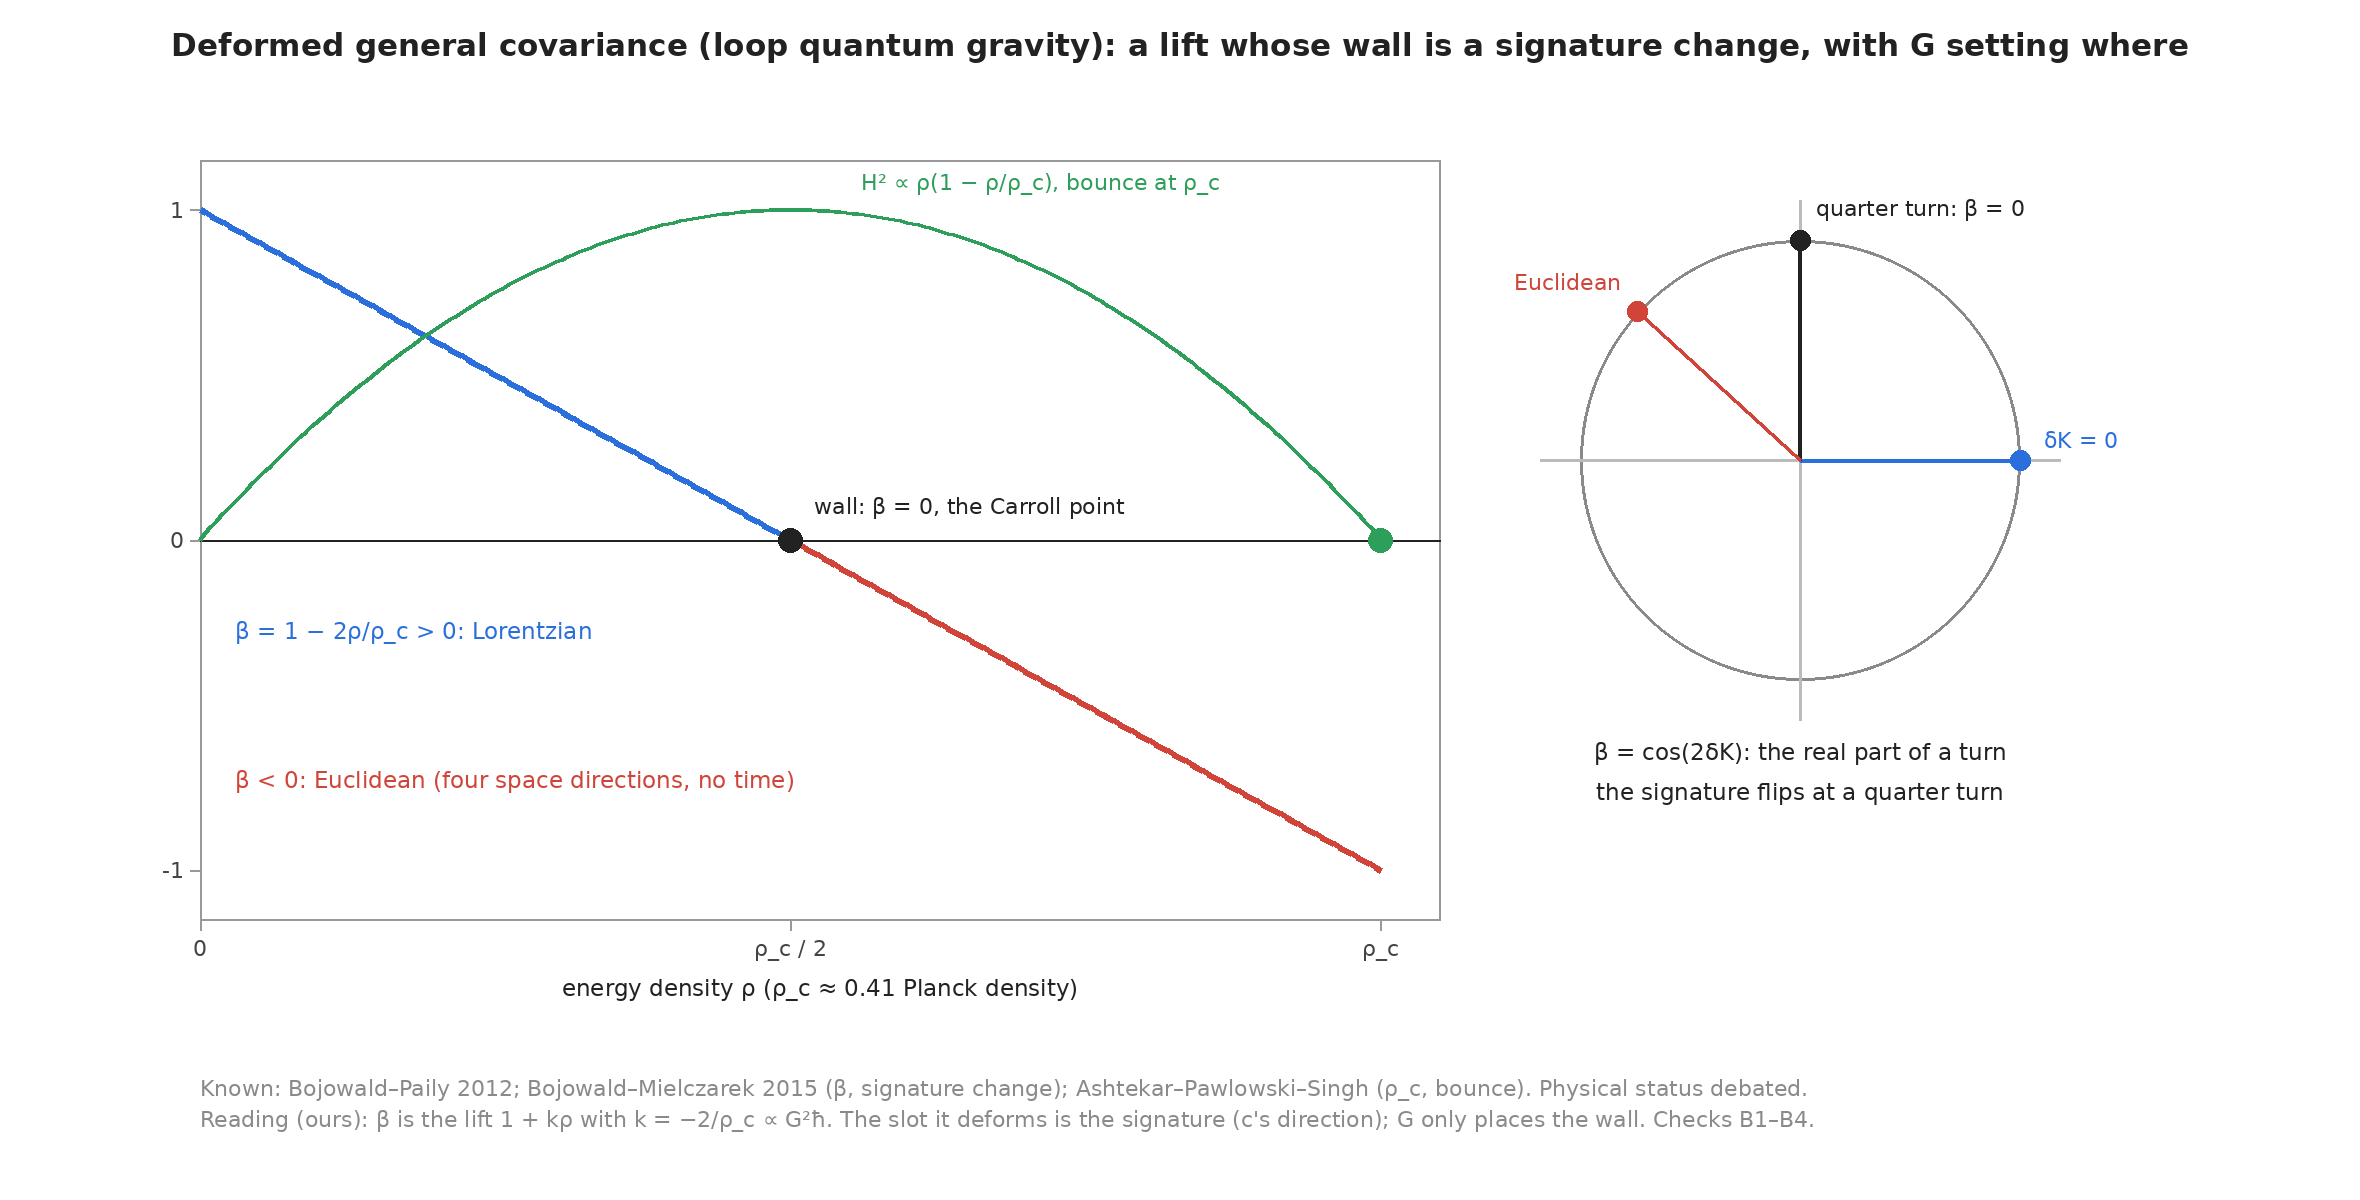 Deformed general covariance (loop quantum gravity): a lift whose wall is a signature change, with G setting where
H² ∝ ρ(1 − ρ/ρ_c), bounce at ρ_c
1
0
-1
wall: β = 0, the Carroll point
β = 1 − 2ρ/ρ_c > 0: Lorentzian
β < 0: Euclidean (four space directions, no time)
0
ρ_c / 2
ρ_c
energy density ρ (ρ_c ≈ 0.41 Planck density)
quarter turn: β = 0
Euclidean
δK = 0
β = cos(2δK): the real part of a turn
the signature flips at a quarter turn
Known: Bojowald–Paily 2012; Bojowald–Mielczarek 2015 (β, signature change); Ashtekar–Pawlowski–Singh (ρ_c, bounce). Physical status debated.
Reading (ours): β is the lift 1 + kρ with k = −2/ρ_c ∝ G²ħ. The slot it deforms is the signature (c's direction); G only places the wall. Checks B1–B4.